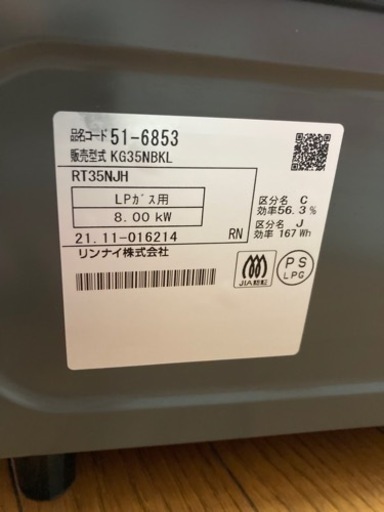 品名コード 51-6853
販売型式 KG35NBKL
RT35NJH
LPガス用
8.00 kW
21.11-016214 RN
リンナイ株式会社
区分名 C
効率56.3%
区分名 J
効率 167 Wh
JIA認証
PS
LPG